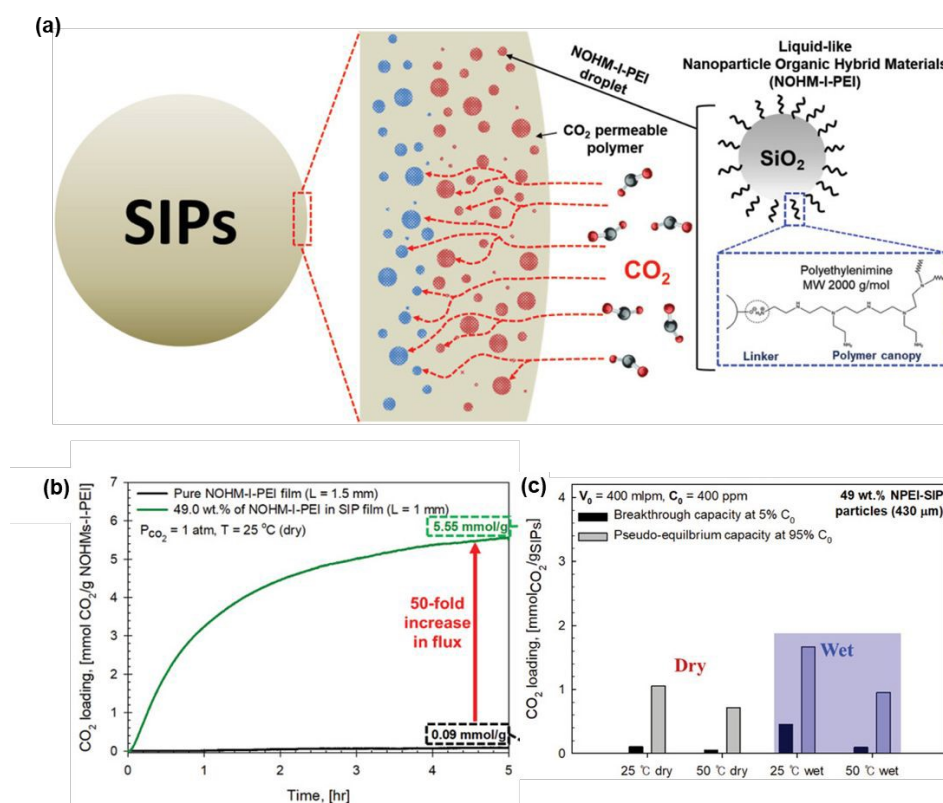 (a)
SIPs
NOHM-I-PEI
droplet
CO₂ permeable
polymer
CO₂
Liquid-like
Nanoparticle Organic Hybrid Materials
(NOHM-I-PEI)
SiO₂
Polyethylenimine
MW 2000 g/mol
NH₂
NH₂
NH₂
Linker
Polymer canopy
(b)
CO₂ loading, [mmol CO₂/g NOHMs-I-PEI]
7
6
5
4
3
2
1
0
Pure NOHM-I-PEI film (L = 1.5 mm)
49.0 wt.% of NOHM-I-PEI in SIP film (L = 1 mm)
P_CO₂ = 1 atm, T = 25 °C (dry)
5.55 mmol/g
50-fold
increase
in flux
0.09 mmol/g
0 1 2 3 4 5
Time, [hr]
(c)
CO₂ loading, [mmol_CO₂/g_SIPs]
4
3
2
1
0
V₀ = 400 mlpm, C₀ = 400 ppm
49 wt.% NPEI-SIP
particles (430 μm)
Breakthrough capacity at 5% C₀
Pseudo-equilbrium capacity at 95% C₀
Dry
Wet
25 ℃ dry 50 ℃ dry 25 ℃ wet 50 ℃ wet